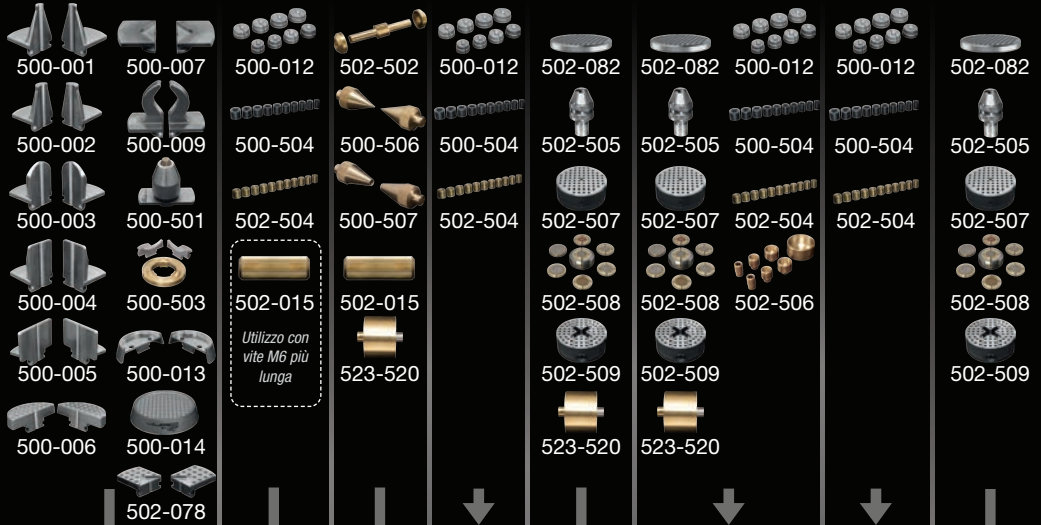 500-001 500-007 500-012 502-502 500-012 502-082 502-082 500-012 500-012 502-082
500-002 500-009 500-504 500-506 500-504 502-505 502-505 500-504 500-504 502-505
500-003 500-501 502-504 500-507 502-504 502-507 502-507 502-504 502-504 502-507
500-004 500-503 502-015 502-015 502-508 502-508 502-506 502-508
Utilizzo con
vite M6 più
lunga
500-005 500-013 523-520 502-509 502-509 502-509
500-006 500-014 523-520 523-520
502-078